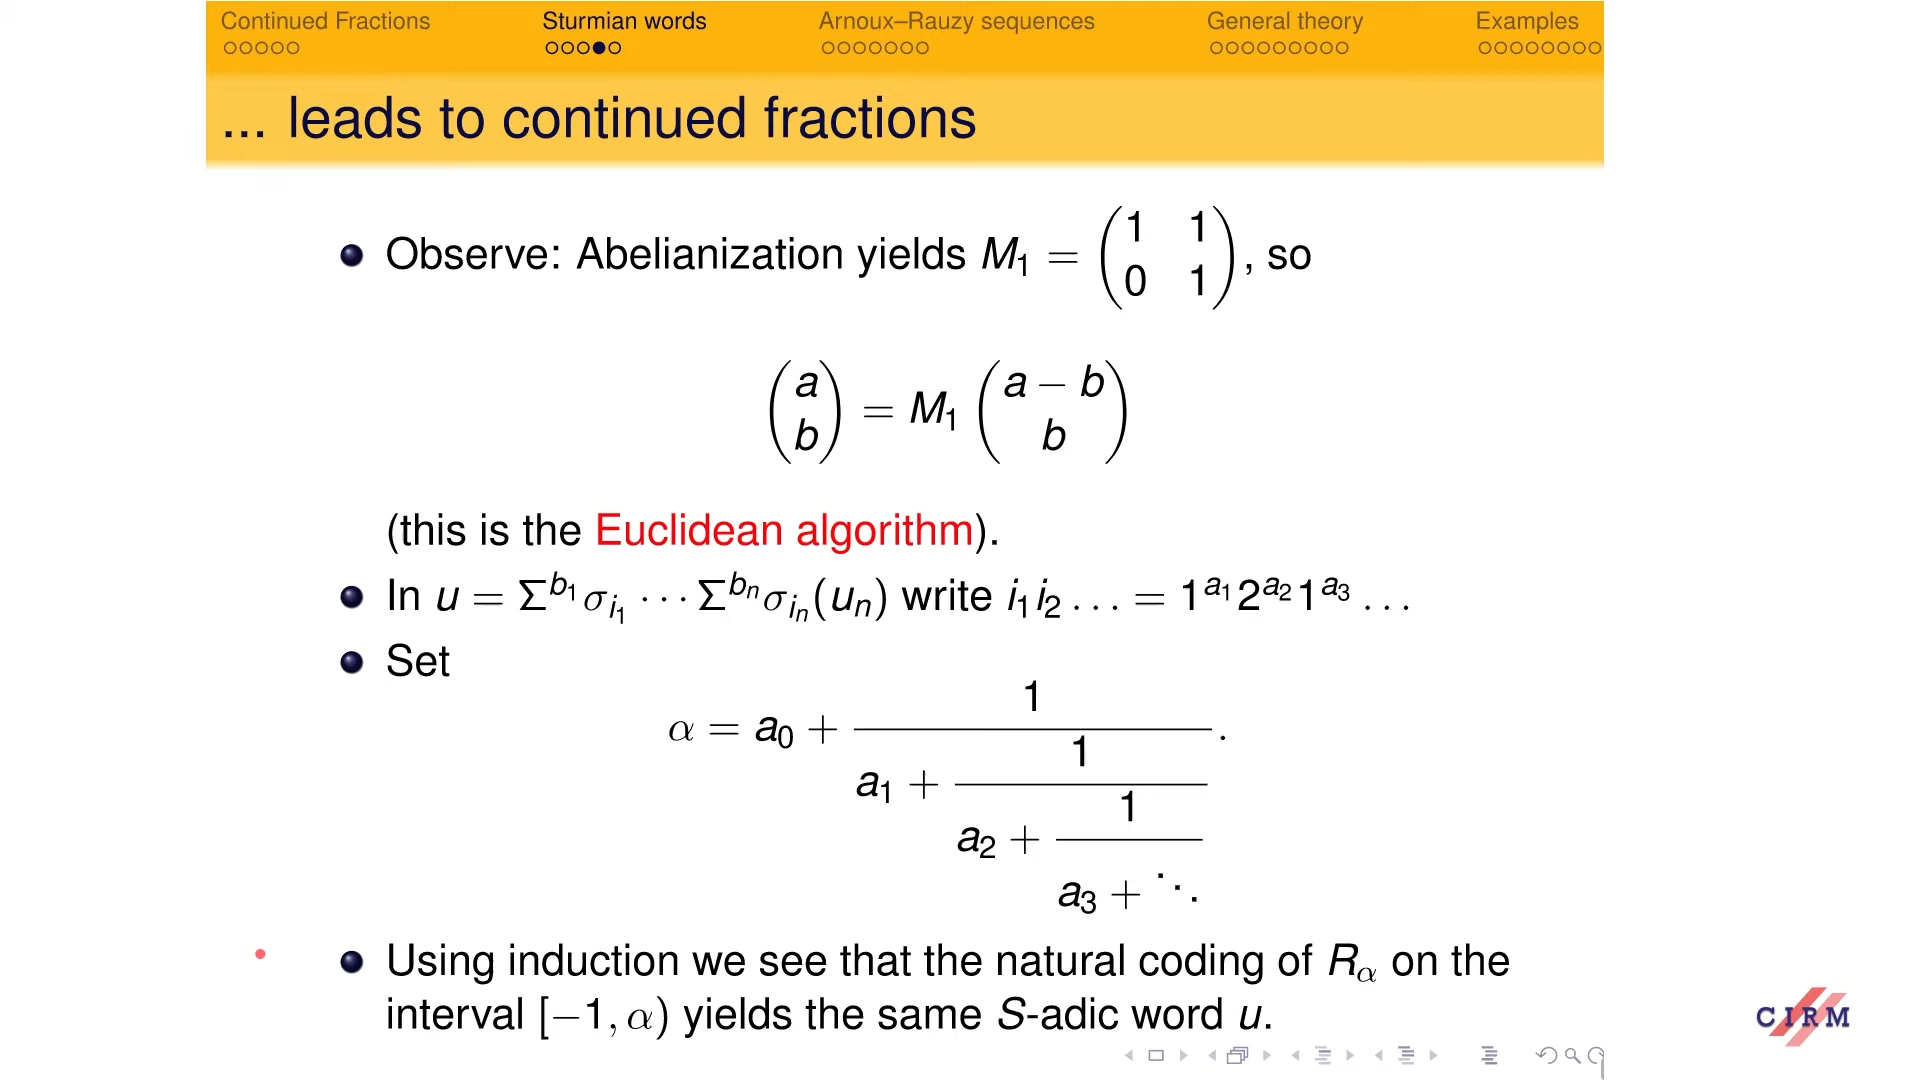 Continued Fractions Sturmian words Arnoux–Rauzy sequences General theory Examples
... leads to continued fractions
Observe: Abelianization yields M₁ = (1 1; 0 1), so
(a; b) = M₁ (a − b; b)
(this is the Euclidean algorithm).
In u = Σ^{b₁}σ_{i₁} ··· Σ^{bₙ}σ_{iₙ}(uₙ) write i₁i₂ ... = 1^{a₁}2^{a₂}1^{a₃} ...
Set
α = a₀ + 1/(a₁ + 1/(a₂ + 1/(a₃ + ⋱))).
Using induction we see that the natural coding of R_α on the
interval [−1, α) yields the same S-adic word u.
CIRM